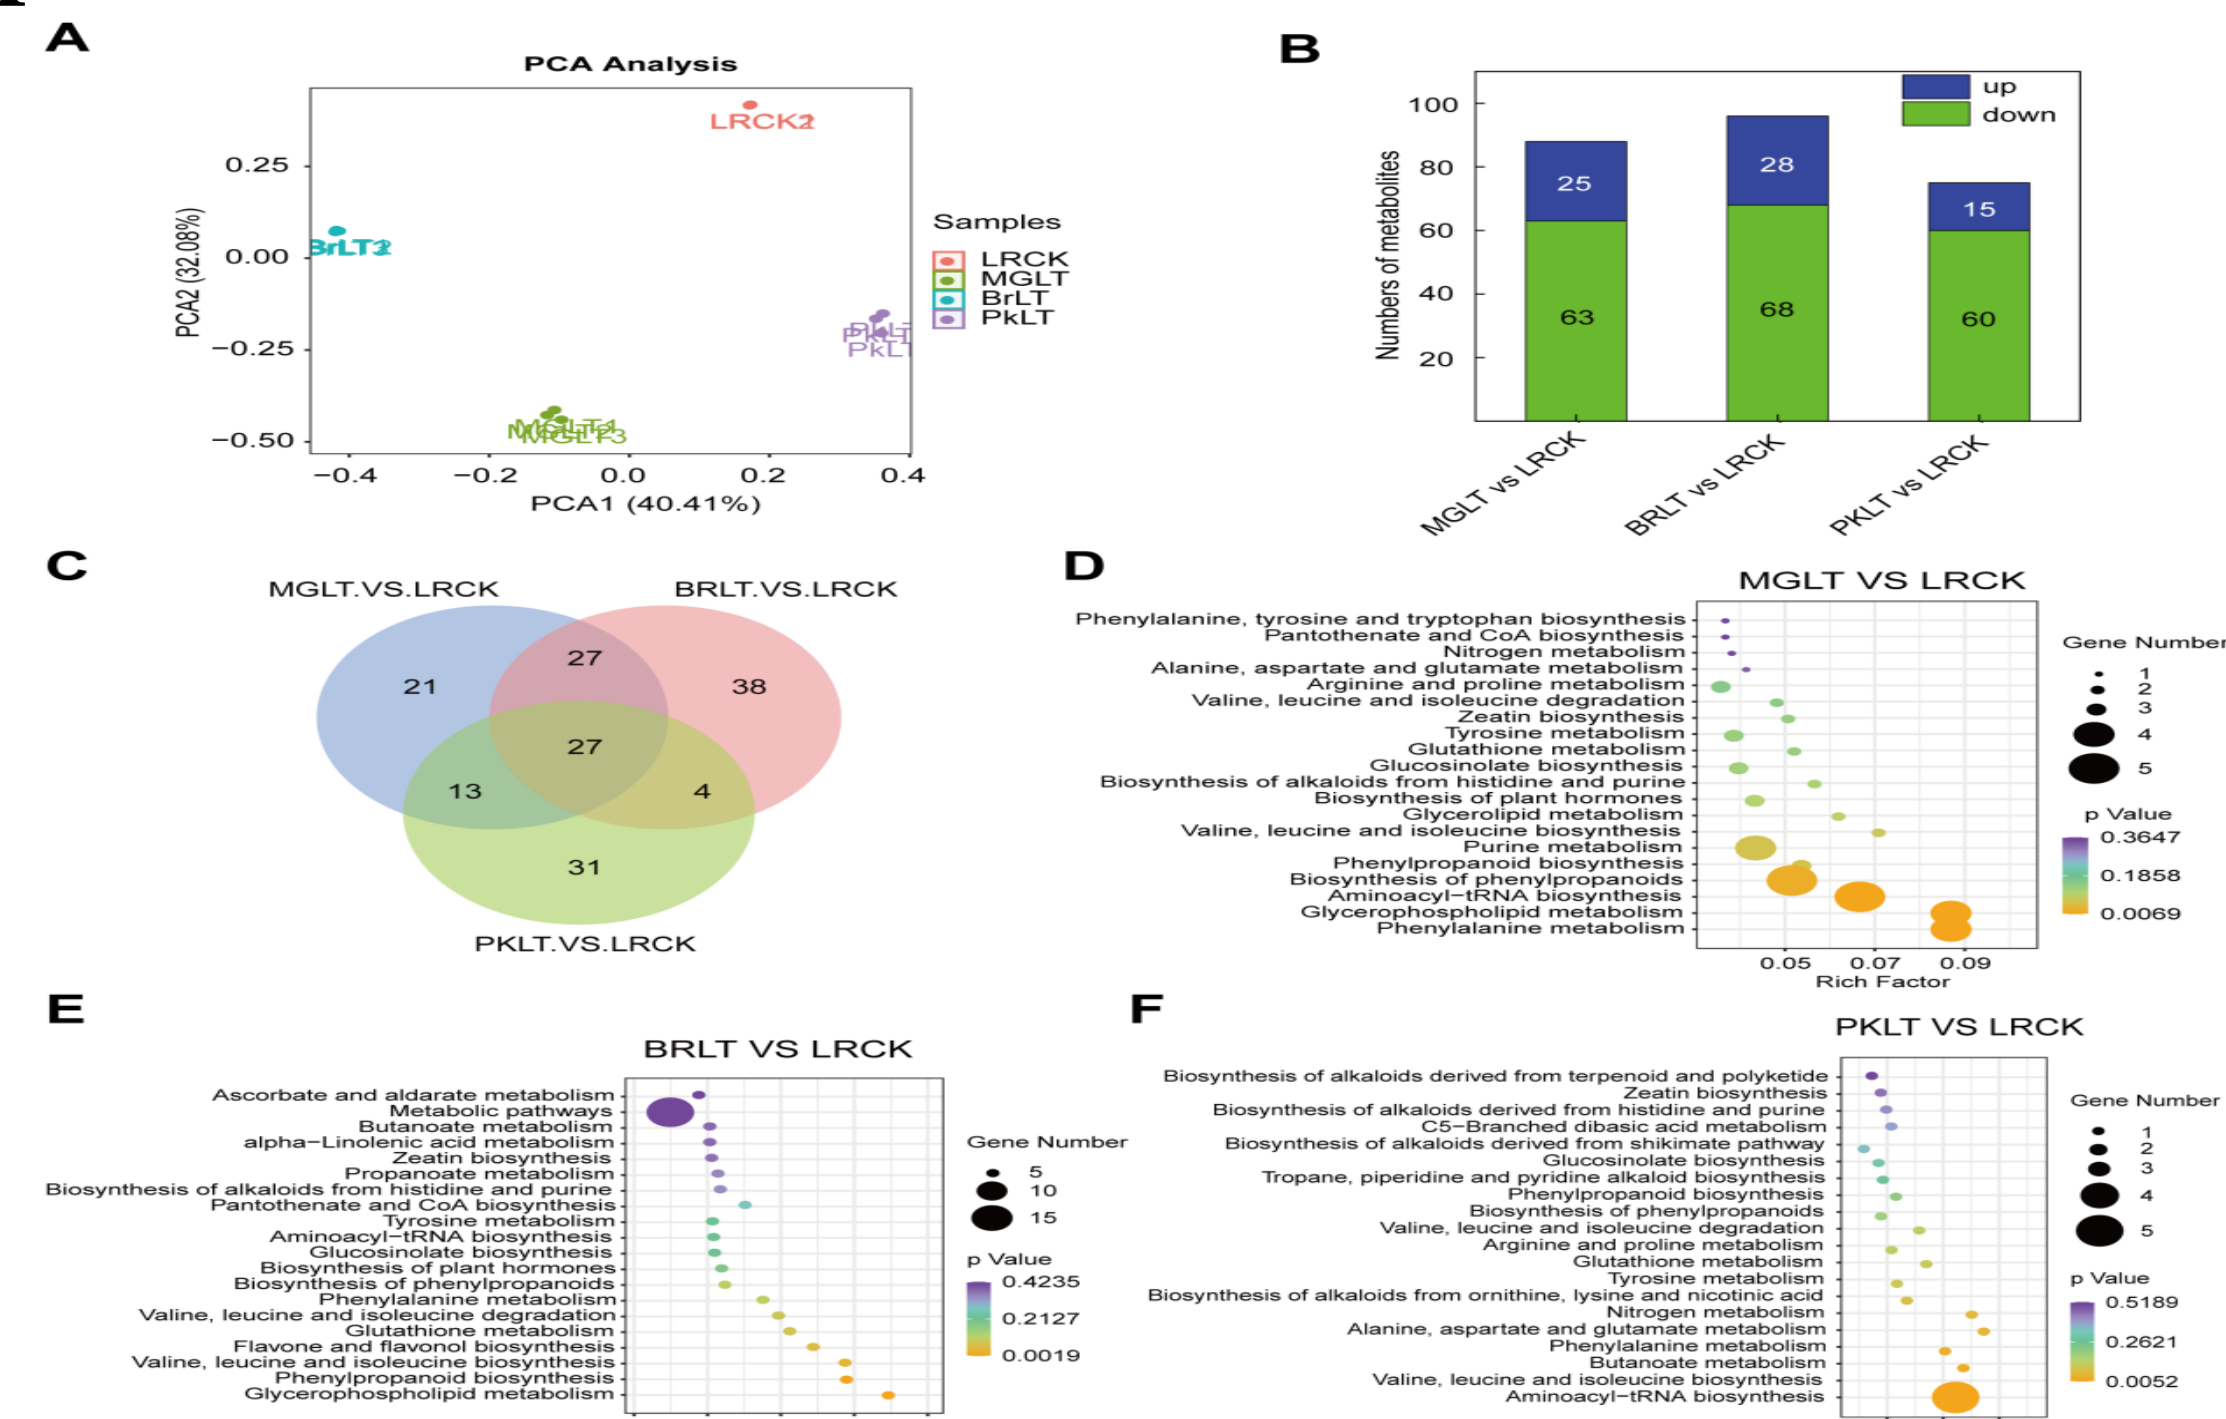 A
PCA Analysis
LRCK
0.25
0.00
−0.25
−0.50
PCA2 (32.08%)
−0.4
−0.2
0.0
0.2
0.4
PCA1 (40.41%)
MGLT1
MGLT3
Samples
LRCK
MGLT
BrLT
PkLT
B
up
down
100
80
60
40
20
Numbers of metabolites
25
28
15
63
68
60
MGLT vs LRCK
BRLT vs LRCK
PKLT vs LRCK
C
MGLT.VS.LRCK
BRLT.VS.LRCK
27
21
38
27
13
4
31
PKLT.VS.LRCK
D
MGLT VS LRCK
Phenylalanine, tyrosine and tryptophan biosynthesis
Pantothenate and CoA biosynthesis
Nitrogen metabolism
Alanine, aspartate and glutamate metabolism
Arginine and proline metabolism
Valine, leucine and isoleucine degradation
Zeatin biosynthesis
Tyrosine metabolism
Glutathione metabolism
Glucosinolate biosynthesis
Biosynthesis of alkaloids from histidine and purine
Biosynthesis of plant hormones
Glycerolipid metabolism
Valine, leucine and isoleucine biosynthesis
Purine metabolism
Phenylpropanoid biosynthesis
Biosynthesis of phenylpropanoids
Aminoacyl−tRNA biosynthesis
Glycerophospholipid metabolism
Phenylalanine metabolism
0.05
0.07
0.09
Rich Factor
Gene Number
1
2
3
4
5
p Value
0.3647
0.1858
0.0069
E
BRLT VS LRCK
Ascorbate and aldarate metabolism
Metabolic pathways
Butanoate metabolism
alpha−Linolenic acid metabolism
Zeatin biosynthesis
Propanoate metabolism
Biosynthesis of alkaloids from histidine and purine
Pantothenate and CoA biosynthesis
Tyrosine metabolism
Aminoacyl−tRNA biosynthesis
Glucosinolate biosynthesis
Biosynthesis of plant hormones
Biosynthesis of phenylpropanoids
Phenylalanine metabolism
Valine, leucine and isoleucine degradation
Glutathione metabolism
Flavone and flavonol biosynthesis
Valine, leucine and isoleucine biosynthesis
Phenylpropanoid biosynthesis
Glycerophospholipid metabolism
Gene Number
5
10
15
p Value
0.4235
0.2127
0.0019
F
PKLT VS LRCK
Biosynthesis of alkaloids derived from terpenoid and polyketide
Zeatin biosynthesis
Biosynthesis of alkaloids derived from histidine and purine
C5−Branched dibasic acid metabolism
Biosynthesis of alkaloids derived from shikimate pathway
Glucosinolate biosynthesis
Tropane, piperidine and pyridine alkaloid biosynthesis
Phenylpropanoid biosynthesis
Biosynthesis of phenylpropanoids
Valine, leucine and isoleucine degradation
Arginine and proline metabolism
Glutathione metabolism
Tyrosine metabolism
Biosynthesis of alkaloids from ornithine, lysine and nicotinic acid
Nitrogen metabolism
Alanine, aspartate and glutamate metabolism
Phenylalanine metabolism
Butanoate metabolism
Valine, leucine and isoleucine biosynthesis
Aminoacyl−tRNA biosynthesis
Gene Number
1
2
3
4
5
p Value
0.5189
0.2621
0.0052